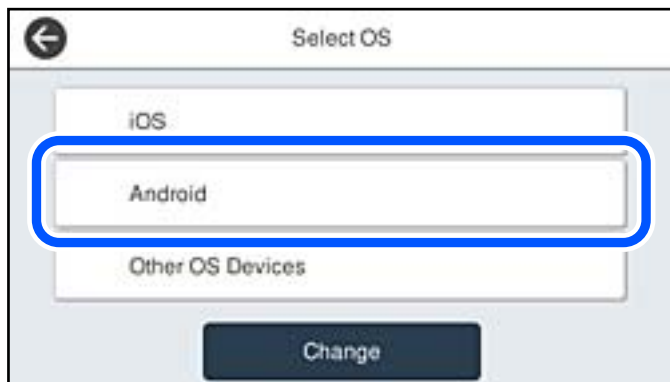 Select OS
iOS
Android
Other OS Devices
Change